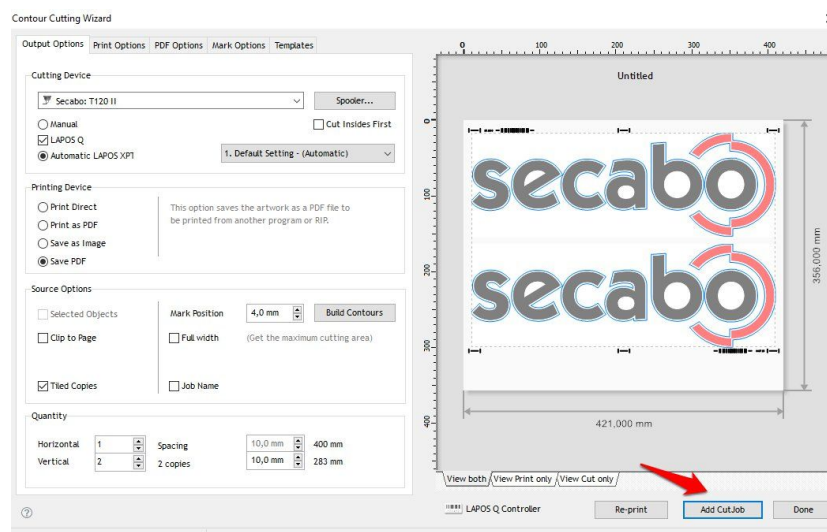 Contour Cutting Wizard
Output Options Print Options PDF Options Mark Options Templates
Cutting Device
Secabo: T120 II
Spooler...
Manual
Cut Insides First
LAPOS Q
Automatic LAPOS XPT
1. Default Setting - (Automatic)
Printing Device
Print Direct
This option saves the artwork as a PDF file to
Print as PDF
be printed from another program or RIP.
Save as Image
Save PDF
Source Options
Selected Objects
Mark Position
4,0 mm
Build Contours
Clip to Page
Full width
(Get the maximum cutting area)
Tiled Copies
Job Name
Quantity
Horizontal 1 Spacing 10,0 mm 400 mm
Vertical 2 2 copies 10,0 mm 283 mm
0 100 200 300 400
Untitled
0
100
200
300
400
secabo
secabo
356,000 mm
421,000 mm
View both View Print only View Cut only
LAPOS Q Controller
Re-print
Add CutJob
Done